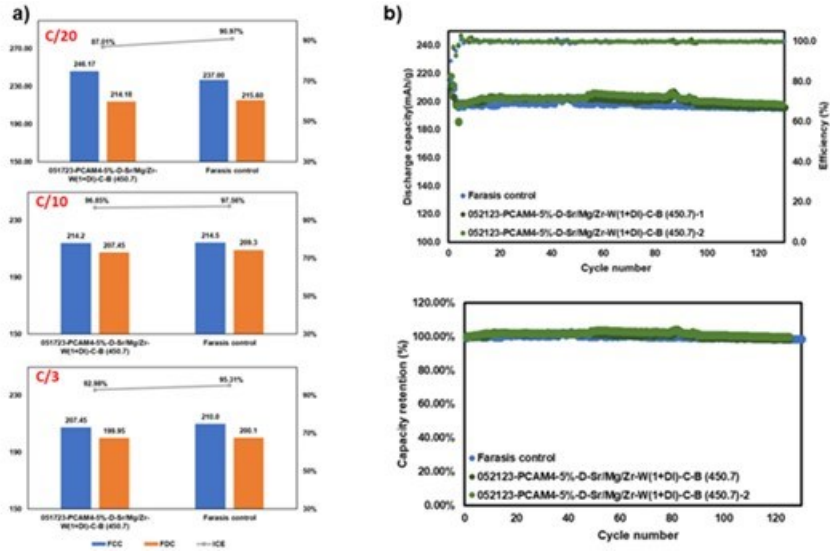 a)
C/20
270.00
230.00
190.00
150.00
87.01%
90.97%
246.17
214.18
237.00
215.60
90%
70%
50%
30%
051723-PCAM4-5%-D-Sr/Mg/Zr-
W(1+DI)-C-B (450.7)
Farasis control
C/10
230
190
150
96.85%
97.56%
214.2
207.45
214.5
209.3
90%
70%
50%
30%
051723-PCAM4-5%-D-Sr/Mg/Zr-
W(1+DI)-C-B (450.7)
Farasis control
C/3
230
190
150
95.31%
207.45
199.95
210.0
200.1
90%
70%
50%
30%
051723-PCAM4-5%-D-Sr/Mg/Zr-
W(1+DI)-C-B (450.7)
Farasis control
FCC FDC ICE
b)
Discharge capacity(mAh/g)
240.0
220.0
200.0
180.0
160.0
140.0
120.0
100.0
100.0
80.0
60.0
40.0
20.0
0.0
Efficiency (%)
Farasis control
052123-PCAM4-5%-D-Sr/Mg/Zr-W(1+DI)-C-B (450.7)-1
052123-PCAM4-5%-D-Sr/Mg/Zr-W(1+DI)-C-B (450.7)-2
0 20 40 60 80 100 120
Cycle number
Capacity retention (%)
120.00%
100.00%
80.00%
60.00%
40.00%
20.00%
0.00%
Farasis control
052123-PCAM4-5%-D-Sr/Mg/Zr-W(1+DI)-C-B (450.7)
052123-PCAM4-5%-D-Sr/Mg/Zr-W(1+DI)-C-B (450.7)-2
0 20 40 60 80 100 120
Cycle number